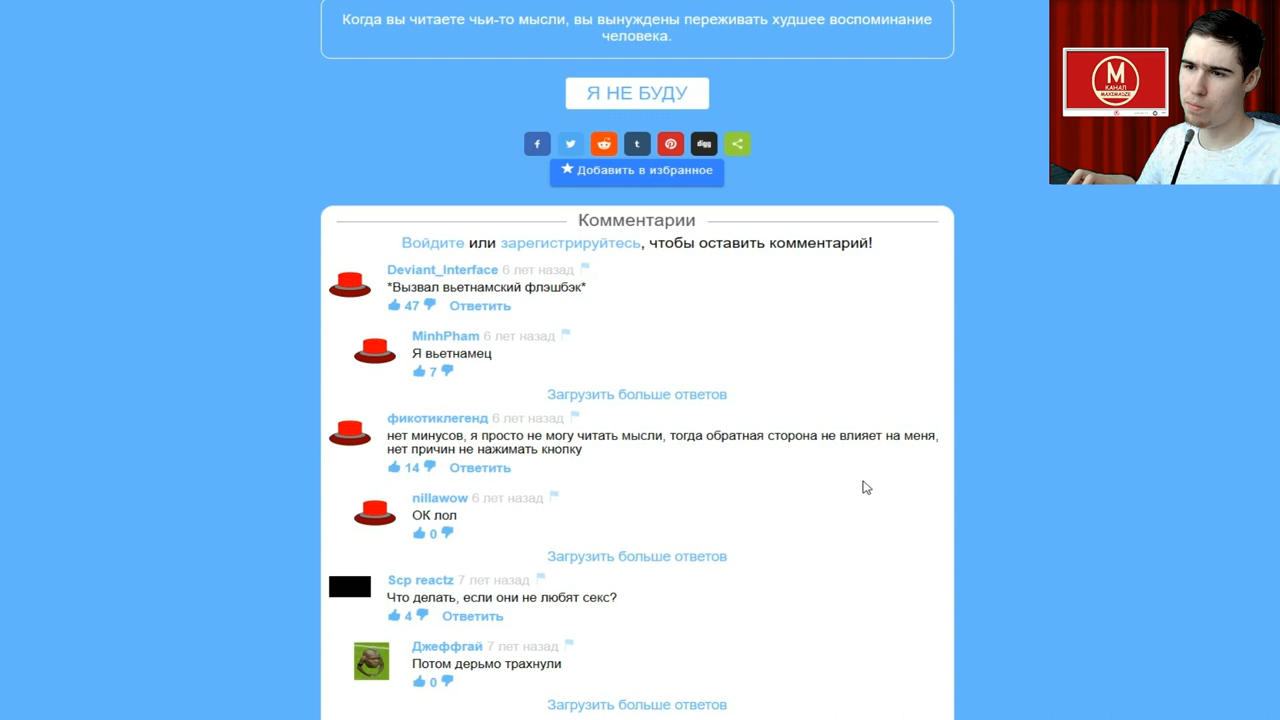 Когда вы читаете чьи-то мысли, вы вынуждены переживать худшее воспоминание
человека.
Я НЕ БУДУ
digg
Добавить в избранное
М
КАНАЛ
MAXIMADZE
Комментарии
Войдите или зарегистрируйтесь, чтобы оставить комментарий!
Deviant_Interface 6 лет назад
*Вызвал вьетнамский флэшбэк*
47 Ответить
MinhPham 6 лет назад
Я вьетнамец
7
Загрузить больше ответов
фикотиклегенд 6 лет назад
нет минусов, я просто не могу читать мысли, тогда обратная сторона не влияет на меня,
нет причин не нажимать кнопку
14 Ответить
nillawow 6 лет назад
ОК лол
0
Загрузить больше ответов
Scp reactz 7 лет назад
Что делать, если они не любят секс?
4 Ответить
Джеффгай 7 лет назад
Потом дерьмо трахнули
0
Загрузить больше ответов